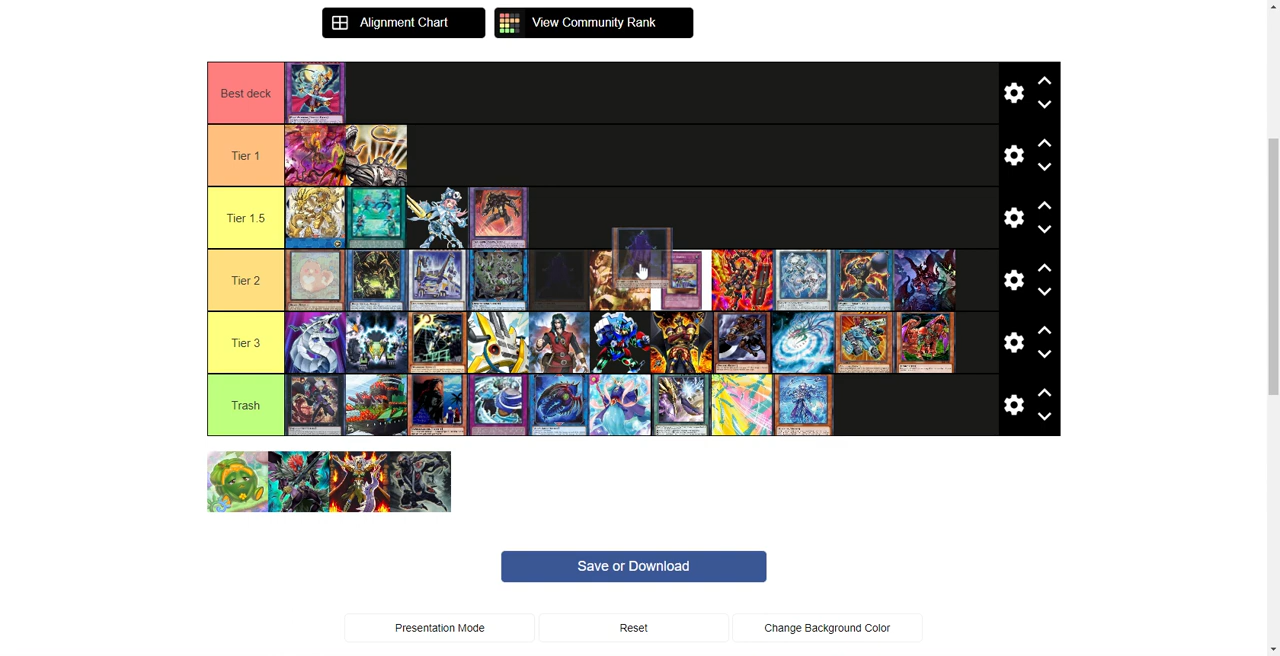 Alignment Chart
View Community Rank
Best deck
Tier 1
Tier 1.5
Tier 2
Tier 3
Trash
Save or Download
Presentation Mode
Reset
Change Background Color